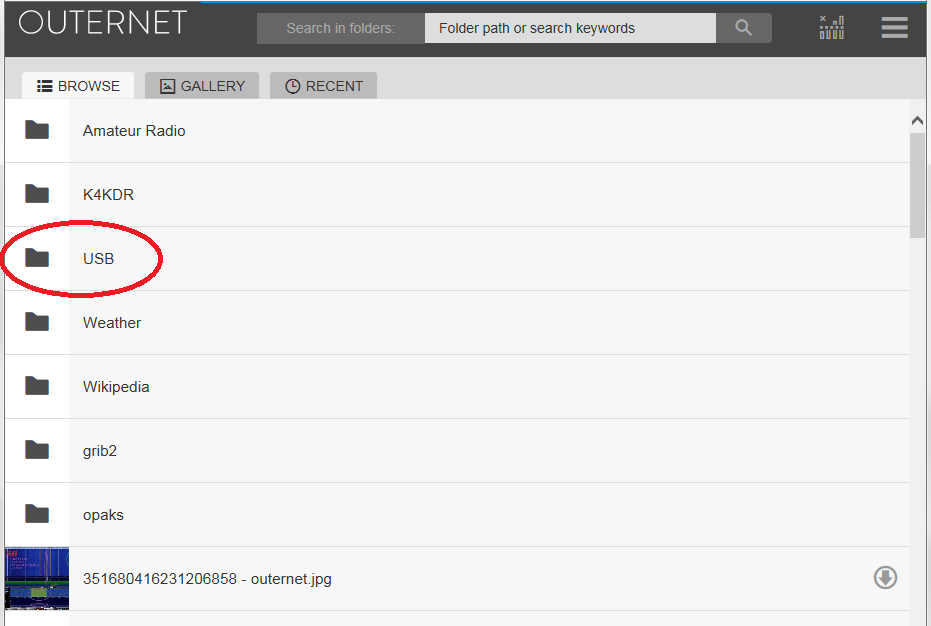 OUTERNET
Search in folders:
Folder path or search keywords
BROWSE
GALLERY
RECENT
Amateur Radio
K4KDR
USB
Weather
Wikipedia
grib2
opaks
351680416231206858 - outernet.jpg